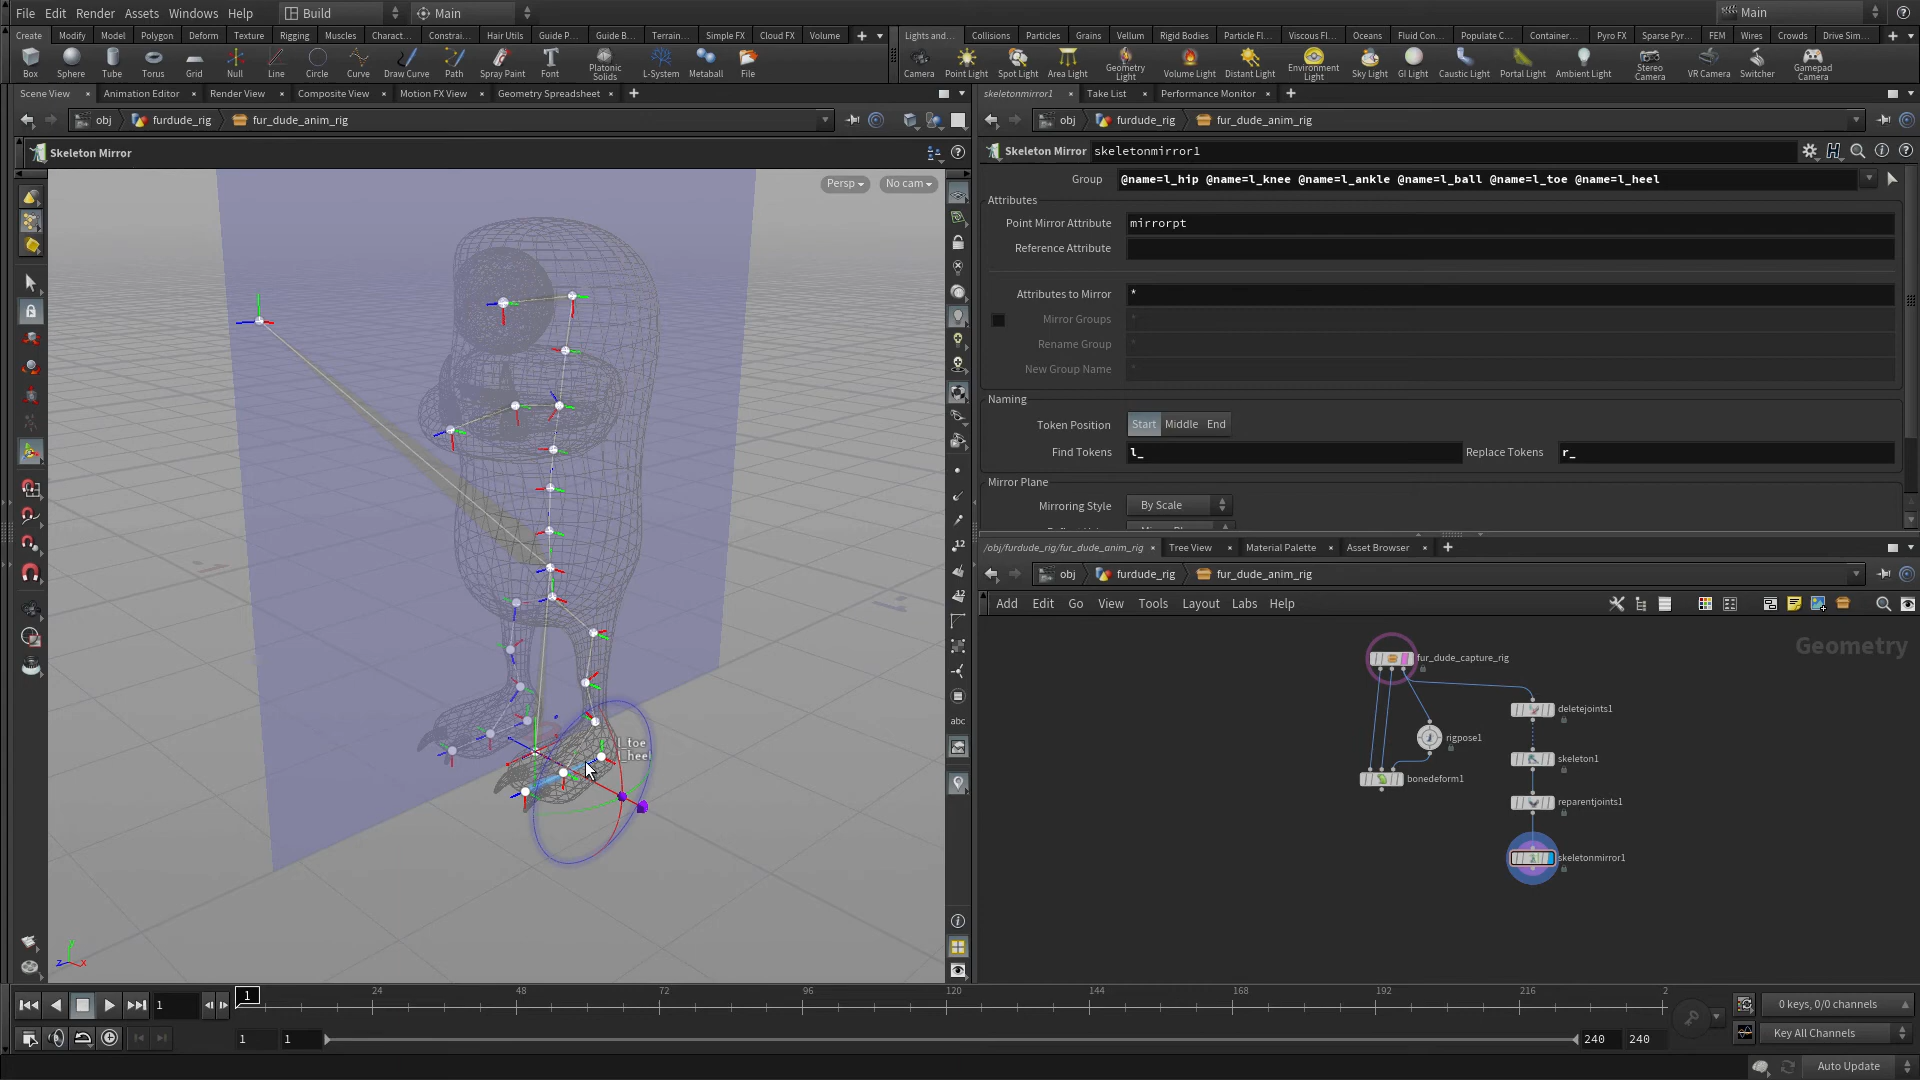 File Edit Render Assets Windows Help Build Main Main
Create Modify Model Polygon Deform Texture Rigging Muscles Charact... Constrai... Hair Utils Guide P... Guide B... Terrain... Simple FX Cloud FX Volume Lights and... Collisions Particles Grains Vellum Rigid Bodies Particle Fl... Viscous Fl... Oceans Fluid Con... Populate C... Container... Pyro FX Sparse Pyr... FEM Wires Crowds Drive Sim...
Box Sphere Tube Torus Grid Null Line Circle Curve Draw Curve Path Spray Paint Font Platonic Solids L-System Metaball File Camera Point Light Spot Light Area Light Geometry Light Volume Light Distant Light Environment Light Sky Light GI Light Caustic Light Portal Light Ambient Light Stereo Camera VR Camera Switcher Gamepad Camera
Scene View Animation Editor Render View Composite View Motion FX View Geometry Spreadsheet skeletonmirror1 Take List Performance Monitor
obj furdude_rig fur_dude_anim_rig obj furdude_rig fur_dude_anim_rig
Skeleton Mirror Skeleton Mirror skeletonmirror1
Persp No cam
Group @name=l_hip @name=l_knee @name=l_ankle @name=l_ball @name=l_toe @name=l_heel
Attributes
Point Mirror Attribute mirrorpt
Reference Attribute
Attributes to Mirror *
Mirror Groups *
Rename Group *
New Group Name *
Naming
Token Position Start Middle End
Find Tokens l_ Replace Tokens r_
Mirror Plane
Mirroring Style By Scale
/obj/furdude_rig/fur_dude_anim_rig Tree View Material Palette Asset Browser
obj furdude_rig fur_dude_anim_rig
Add Edit Go View Tools Layout Labs Help
Geometry
fur_dude_capture_rig
deletejoints1
rigpose1
skeleton1
bonedeform1
reparentjoints1
skeletonmirror1
l_toe
l_heel
12
12
abc
y
z x
1 1 24 48 72 96 120 144 168 192 216 2
0 keys, 0/0 channels
1 1 240 240 Key All Channels
Auto Update